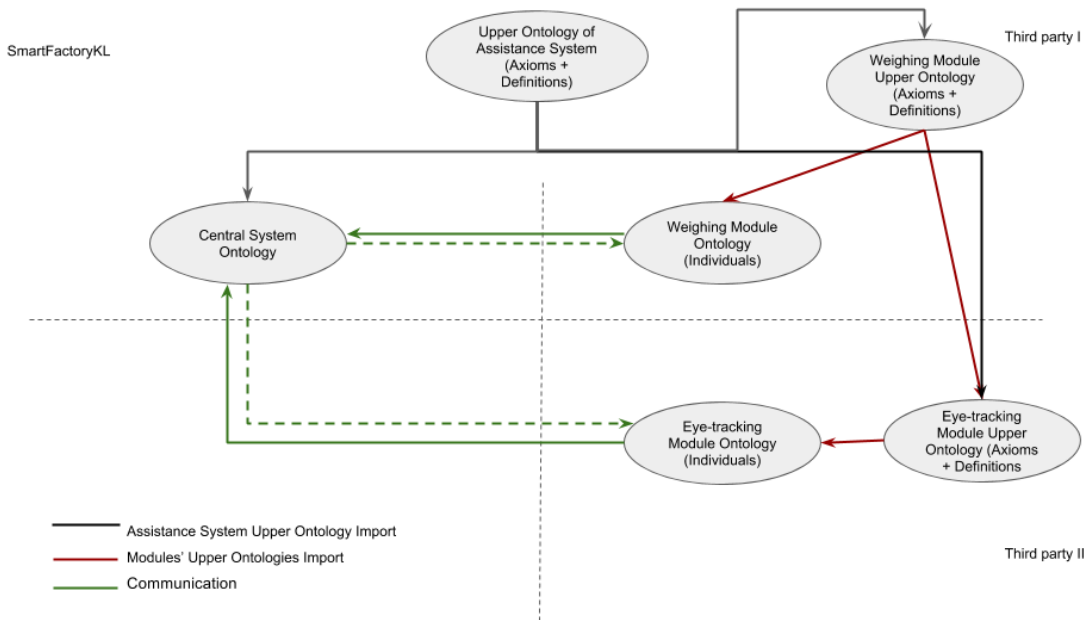 SmartFactoryKL
Upper Ontology of
Assistance System
(Axioms +
Definitions)
Third party I
Weighing Module
Upper Ontology
(Axioms +
Definitions)
Central System
Ontology
Weighing Module
Ontology
(Individuals)
Eye-tracking
Module Ontology
(Individuals)
Eye-tracking
Module Upper
Ontology (Axioms
+ Definitions
Assistance System Upper Ontology Import
Modules' Upper Ontologies Import
Communication
Third party II